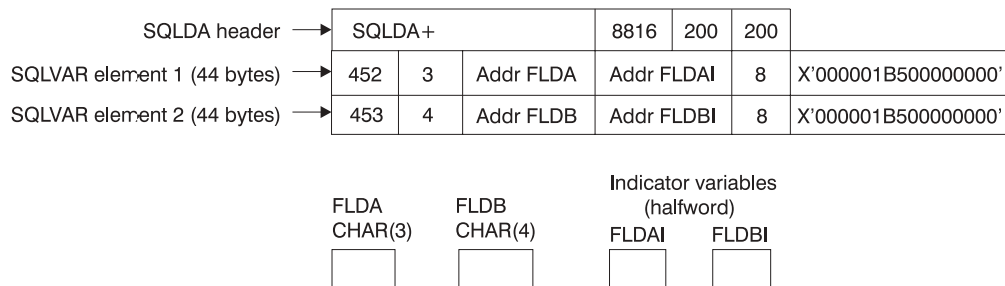 SQLDA header SQLDA+ 8816 200 200
SQLVAR element 1 (44 bytes) 452 3 Addr FLDA Addr FLDAI 8 X'000001B500000000'
SQLVAR element 2 (44 bytes) 453 4 Addr FLDB Addr FLDBI 8 X'000001B500000000'
Indicator variables
(halfword)
FLDA FLDB
CHAR(3) CHAR(4)
FLDAI FLDBI